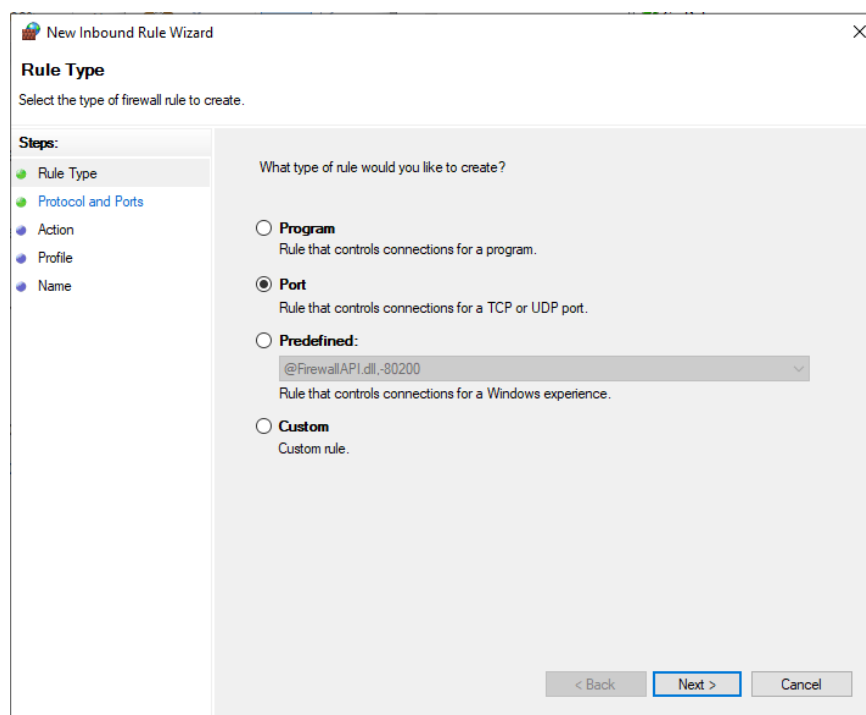 New Inbound Rule Wizard
Rule Type
Select the type of firewall rule to create.
Steps:
Rule Type
Protocol and Ports
Action
Profile
Name
What type of rule would you like to create?
Program
Rule that controls connections for a program.
Port
Rule that controls connections for a TCP or UDP port.
Predefined:
@FirewallAPI.dll,-80200
Rule that controls connections for a Windows experience.
Custom
Custom rule.
< Back
Next >
Cancel